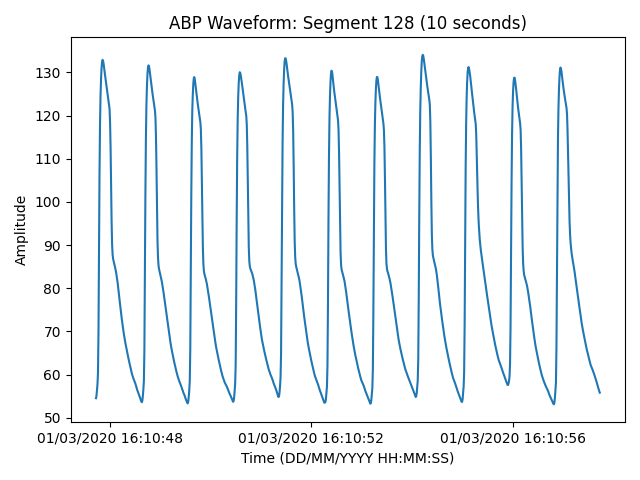 ABP Waveform: Segment 128 (10 seconds)
Amplitude
130
120
110
100
90
80
70
60
50
01/03/2020 16:10:48 01/03/2020 16:10:52 01/03/2020 16:10:56
Time (DD/MM/YYYY HH:MM:SS)